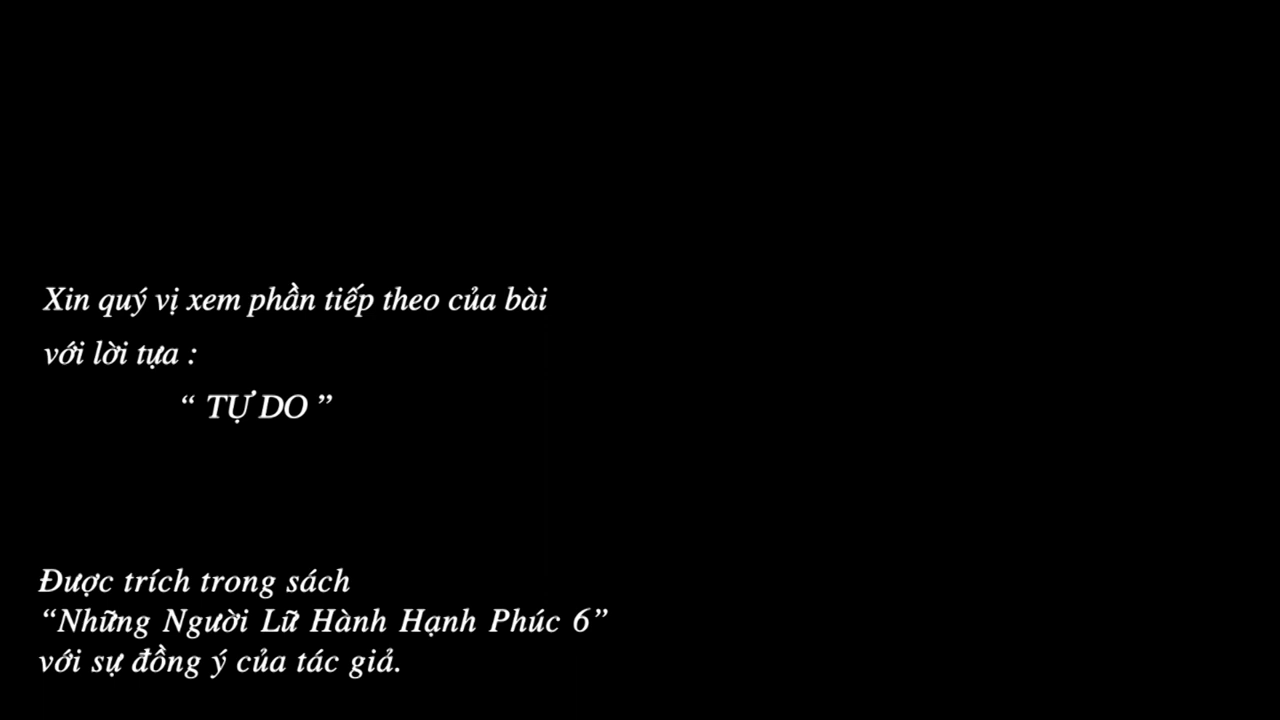 Xin quý vị xem phần tiếp theo của bài
với lời tựa :
“ TỰ DO ”
Được trích trong sách
“Những Người Lữ Hành Hạnh Phúc 6”
với sự đồng ý của tác giả.